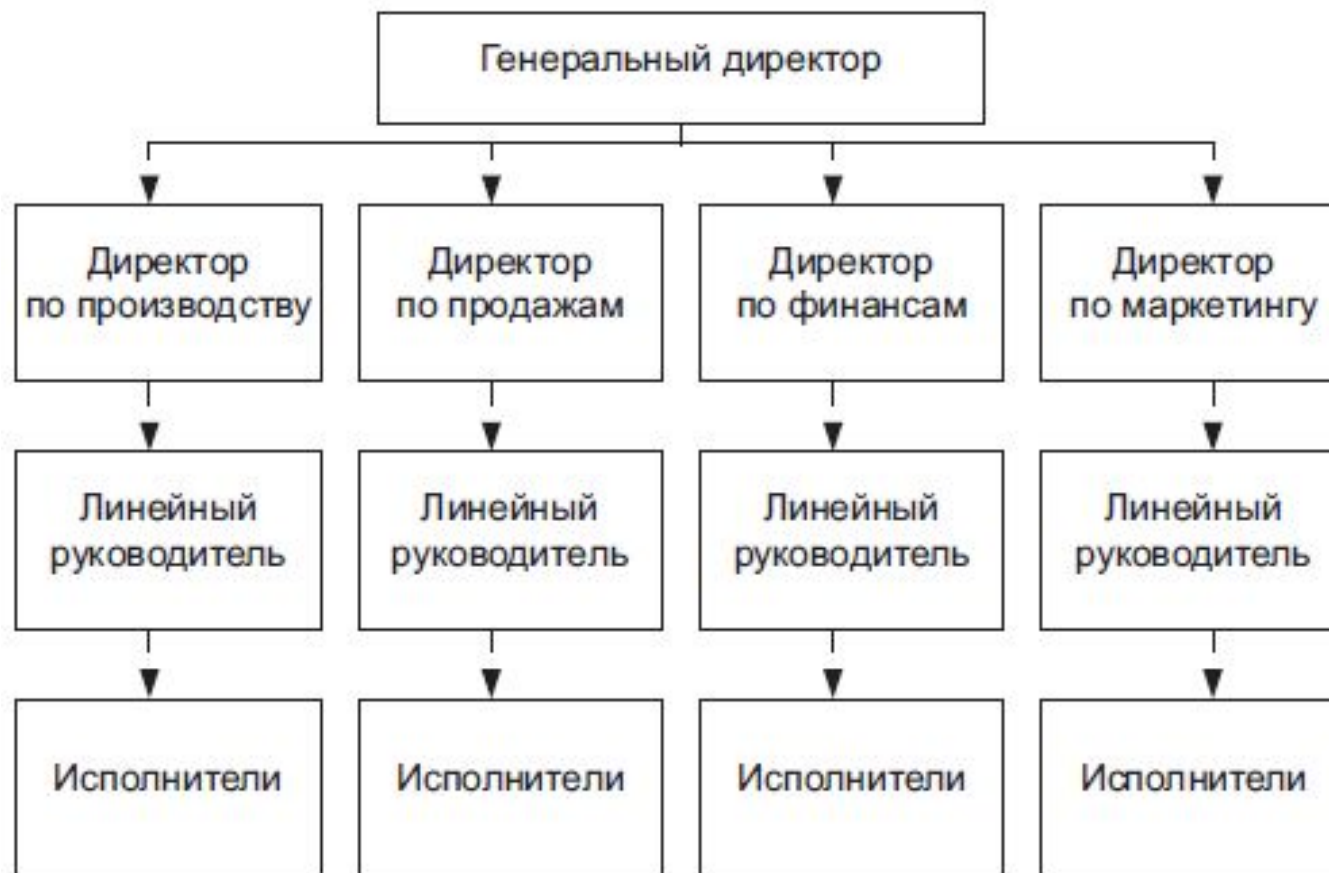 Генеральный директор
Директор
по производству
Директор
по продажам
Директор
по финансам
Директор
по маркетингу
Линейный
руководитель
Линейный
руководитель
Линейный
руководитель
Линейный
руководитель
Исполнители
Исполнители
Исполнители
Исполнители